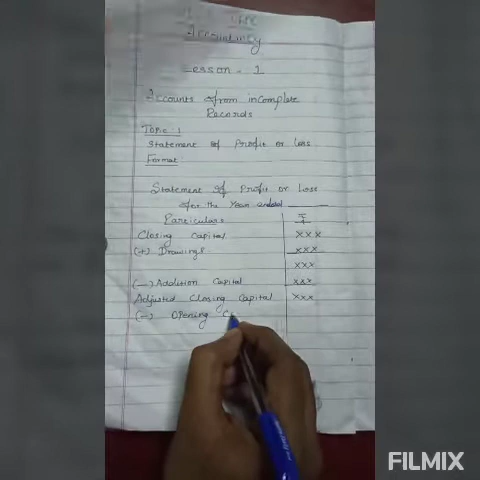 Accountancy
Lesson - 1
Accounts from incomplete
Records
Topic 1
Statement of Profit or Loss
Format
Statement of Profit or Loss
for the Year ended
Particulars ₹
Closing Capital xxx
(+) Drawings xxx
xxx
(-) Addition Capital xxx
Adjusted Closing Capital xxx
(-) Opening Ca
FILMIX